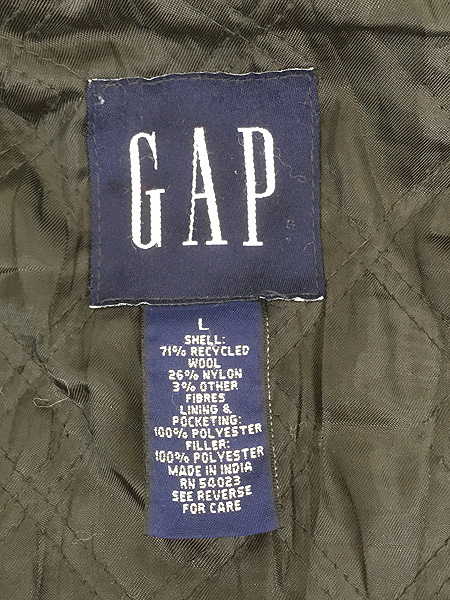 GAP
L
SHELL:
71% RECYCLED
WOOL
26% NYLON
3% OTHER
FIBRES
LINING &
POCKETING:
100% POLYESTER
FILLER:
100% POLYESTER
MADE IN INDIA
RN 54023
SEE REVERSE
FOR CARE